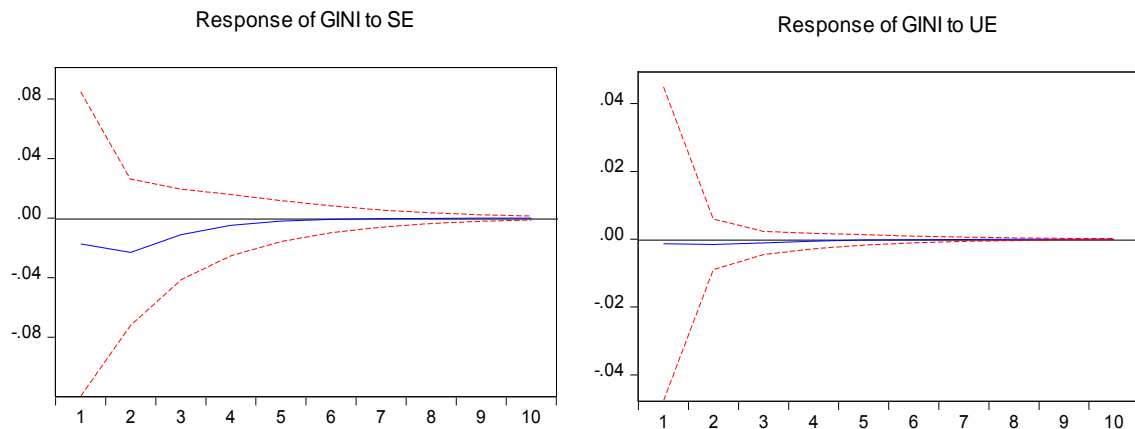 Response of GINI to SE
.08
.04
.00
-.04
-.08
1 2 3 4 5 6 7 8 9 10
Response of GINI to UE
.04
.02
.00
-.02
-.04
1 2 3 4 5 6 7 8 9 10